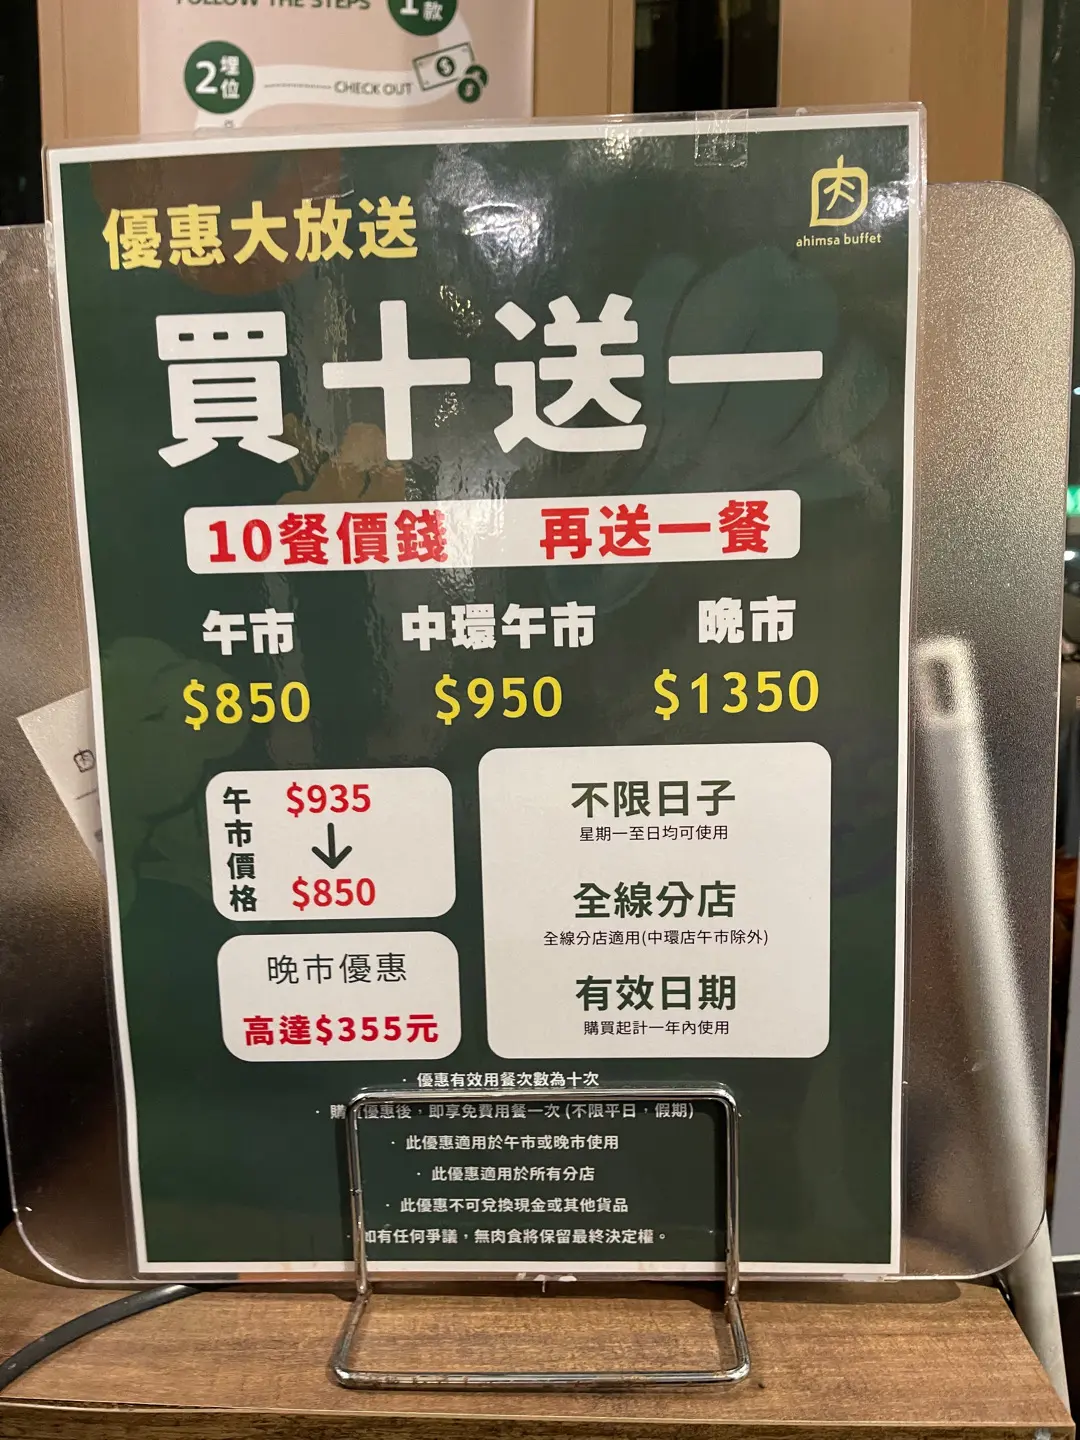 FOLLOW THE STEPS
1款
2埋位
CHECK OUT
ahimsa buffet
優惠大放送
買十送一
10餐價錢 再送一餐
午市 中環午市 晚市
$850 $950 $1350
午市價格
$935
$850
晚市優惠
高達$355元
不限日子
星期一至日均可使用
全線分店
全線分店適用(中環店午市除外)
有效日期
購買起計一年內使用
· 優惠有效用餐次數為十次
· 購 優惠後，即享免費用餐一次 (不限平日，假期)
· 此優惠適用於午市或晚市使用
· 此優惠適用於所有分店
· 此優惠不可兌換現金或其他貨品
· 如有任何爭議，無肉食將保留最終決定權。